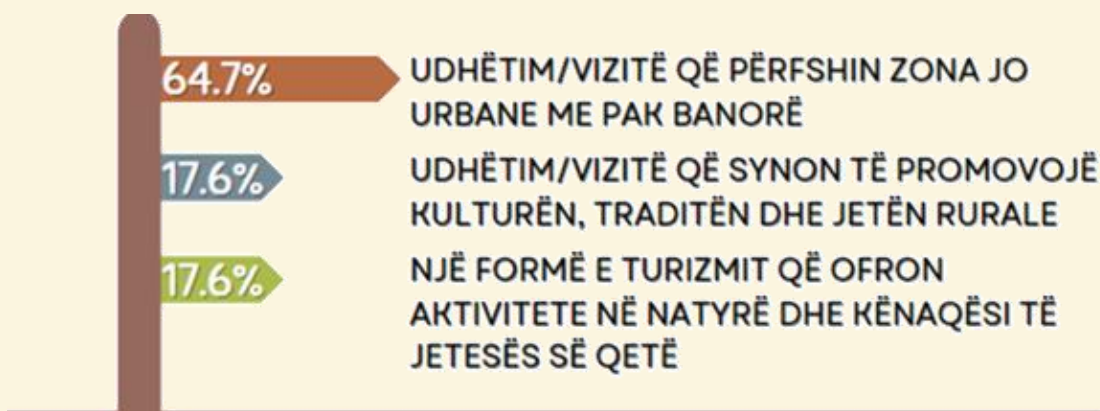 64.7%
UDHËTIM/VIZITË QË PËRFSHIN ZONA JO
URBANE ME PAK BANORË
17.6%
UDHËTIM/VIZITË QË SYNON TË PROMOVOJË
KULTURËN, TRADITËN DHE JETËN RURALE
17.6%
NJË FORMË E TURIZMIT QË OFRON
AKTIVITETE NË NATYRË DHE KËNAQËSI TË
JETESËS SË QETË